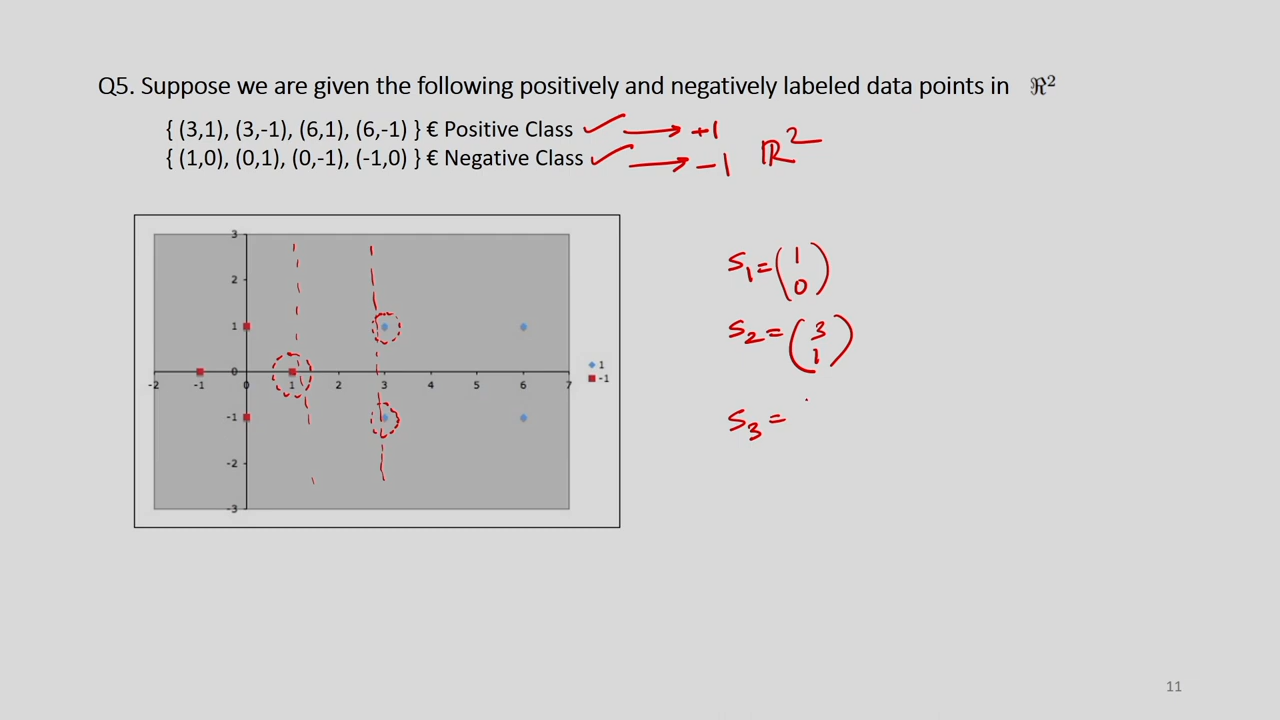 Q5. Suppose we are given the following positively and negatively labeled data points in ℜ²
{ (3,1), (3,-1), (6,1), (6,-1) } € Positive Class ✓ → +1
{ (1,0), (0,1), (0,-1), (-1,0) } € Negative Class ✓ → -1
ℝ²
3
2
1
0
-1
-2
-3
-2 -1 0 1 2 3 4 5 6 7
1
-1
S₁ = (1 0)
S₂ = (3 1)
S₃ =
11